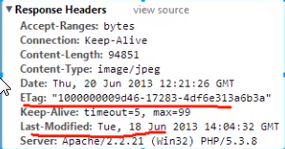 ▼ Response Headers view source
Accept-Ranges: bytes
Connection: Keep-Alive
Content-Length: 94851
Content-Type: image/jpeg
Date: Thu, 20 Jun 2013 12:21:26 GMT
ETag: "1000000009d46-17283-4df6e313a6b3a"
Keep-Alive: timeout=5, max=99
Last-Modified: Tue, 18 Jun 2013 14:04:32 GMT
Server: Apache/2.2.21 (Win32) PHP/5.3.8